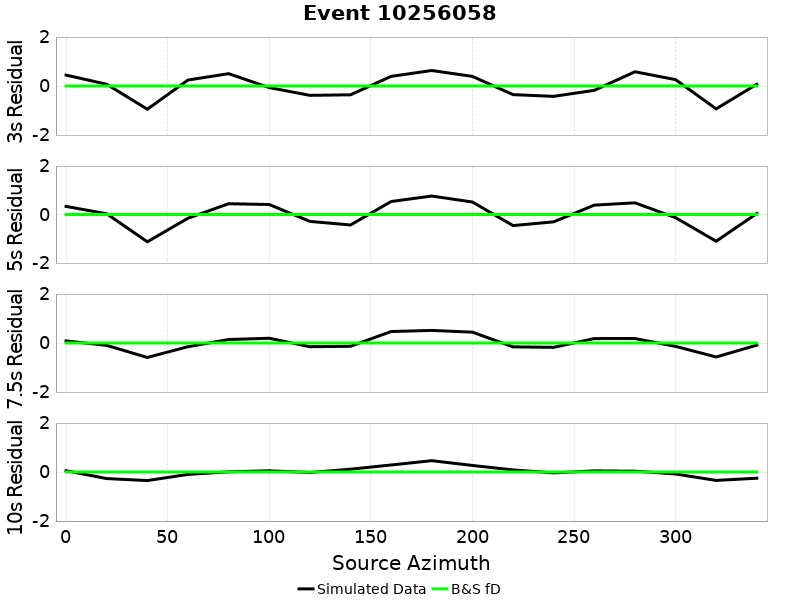 Event 10256058
3s Residual
2
0
-2
5s Residual
2
0
-2
7.5s Residual
2
0
-2
10s Residual
2
0
-2
0 50 100 150 200 250 300
Source Azimuth
Simulated Data B&S fD